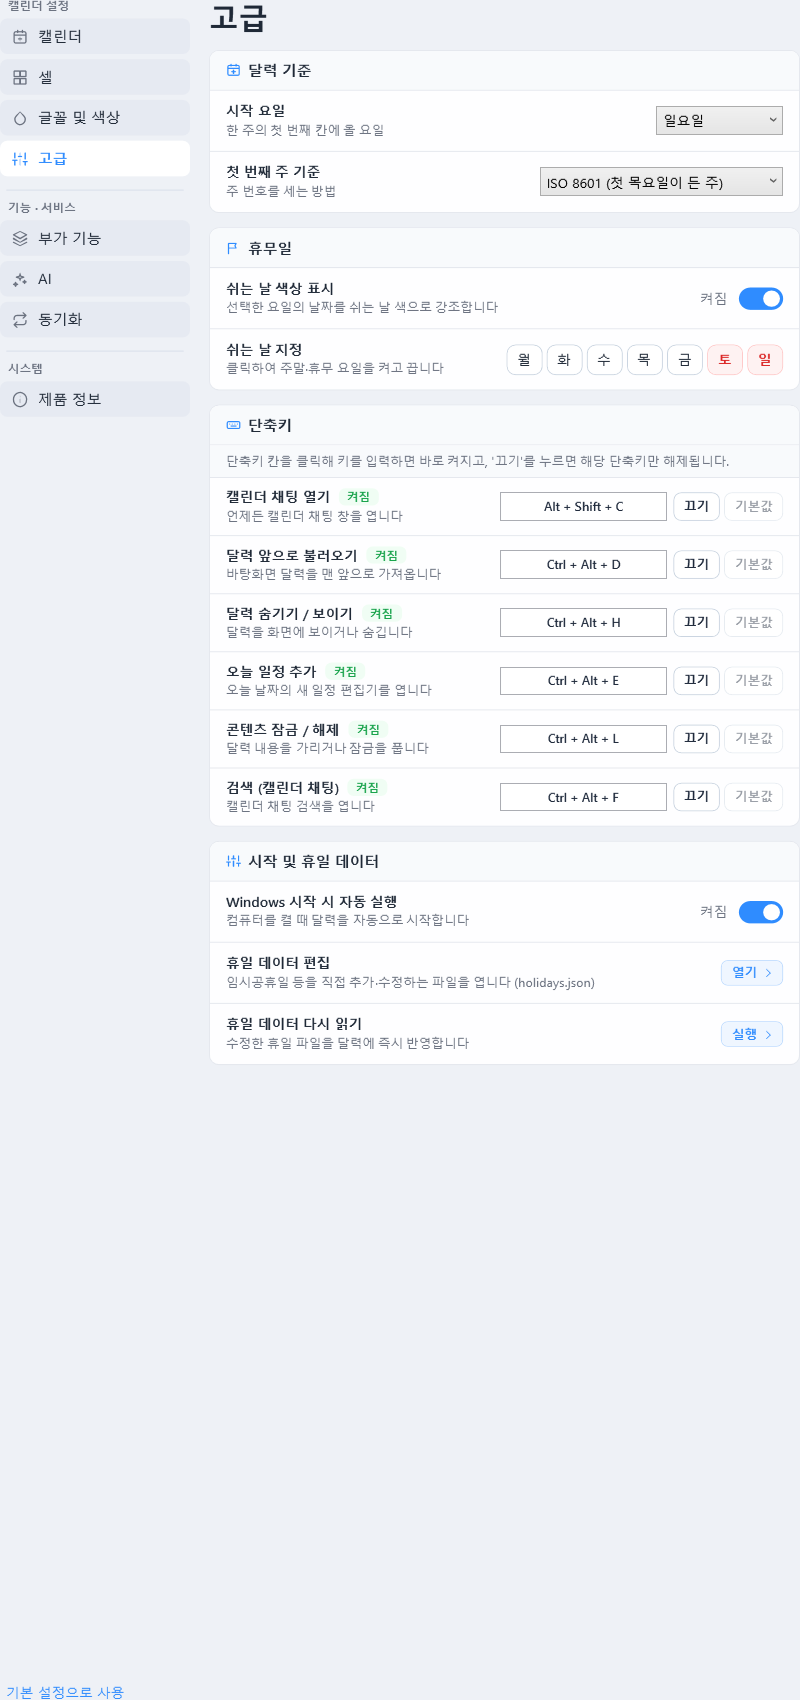 캘린더 설정
캘린더
셀
글꼴 및 색상
고급
기능 · 서비스
부가 기능
AI
동기화
시스템
제품 정보
고급
달력 기준
시작 요일
한 주의 첫 번째 칸에 올 요일
일요일
첫 번째 주 기준
주 번호를 세는 방법
ISO 8601 (첫 목요일이 든 주)
휴무일
쉬는 날 색상 표시
선택한 요일의 날짜를 쉬는 날 색으로 강조합니다
켜짐
쉬는 날 지정
클릭하여 주말·휴무 요일을 켜고 끕니다
월 화 수 목 금 토 일
단축키
단축키 칸을 클릭해 키를 입력하면 바로 켜지고, '끄기'를 누르면 해당 단축키만 해제됩니다.
캘린더 채팅 열기 켜짐
언제든 캘린더 채팅 창을 엽니다
Alt + Shift + C 끄기 기본값
달력 앞으로 불러오기 켜짐
바탕화면 달력을 맨 앞으로 가져옵니다
Ctrl + Alt + D 끄기 기본값
달력 숨기기 / 보이기 켜짐
달력을 화면에 보이거나 숨깁니다
Ctrl + Alt + H 끄기 기본값
오늘 일정 추가 켜짐
오늘 날짜의 새 일정 편집기를 엽니다
Ctrl + Alt + E 끄기 기본값
콘텐츠 잠금 / 해제 켜짐
달력 내용을 가리거나 잠금을 풉니다
Ctrl + Alt + L 끄기 기본값
검색 (캘린더 채팅) 켜짐
캘린더 채팅 검색을 엽니다
Ctrl + Alt + F 끄기 기본값
시작 및 휴일 데이터
Windows 시작 시 자동 실행
컴퓨터를 켤 때 달력을 자동으로 시작합니다
켜짐
휴일 데이터 편집
임시공휴일 등을 직접 추가·수정하는 파일을 엽니다 (holidays.json)
열기
휴일 데이터 다시 읽기
수정한 휴일 파일을 달력에 즉시 반영합니다
실행
기본 설정으로 사용